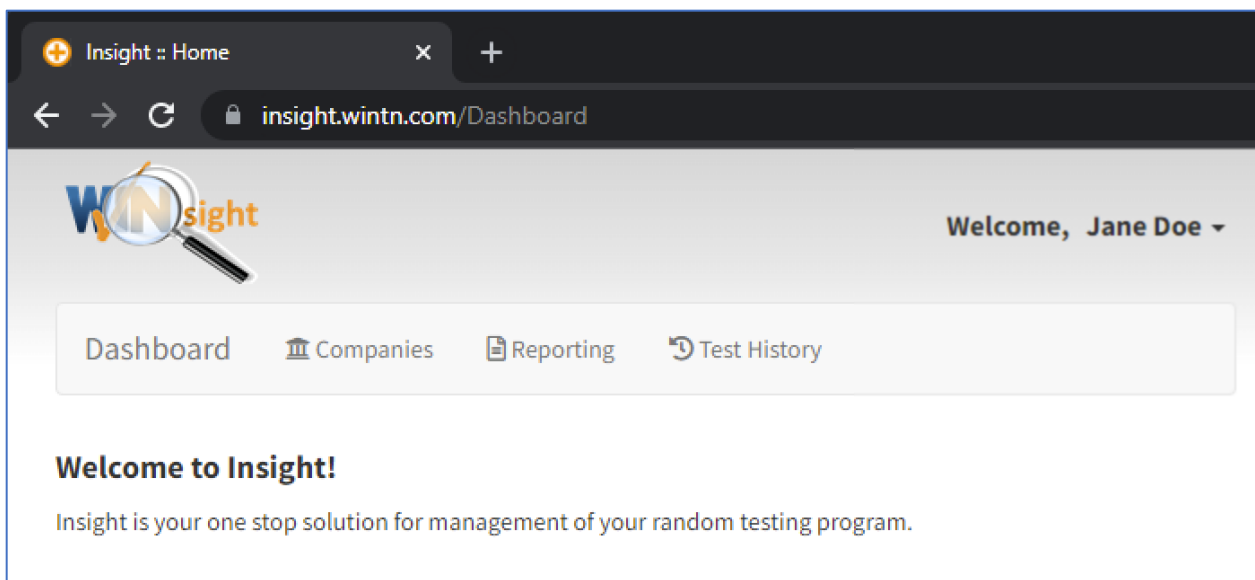 Insight :: Home
insight.wintn.com/Dashboard
WINsight
Welcome, Jane Doe
Dashboard Companies Reporting Test History
Welcome to Insight!
Insight is your one stop solution for management of your random testing program.